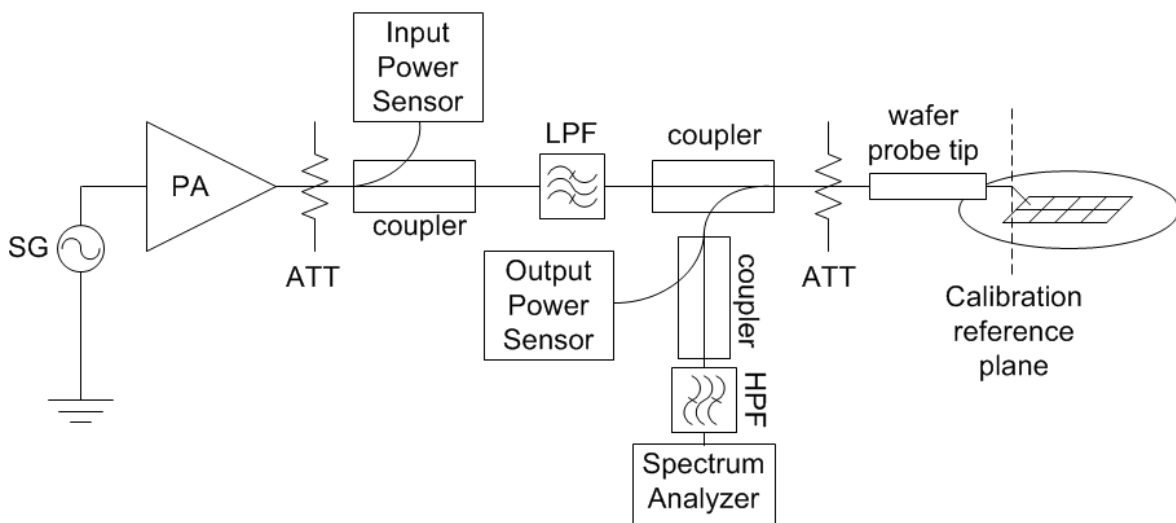 Input
Power
Sensor
LPF
coupler
wafer
probe tip
PA
coupler
SG
ATT
Output
Power
Sensor
coupler
ATT
Calibration
reference
plane
HPF
Spectrum
Analyzer